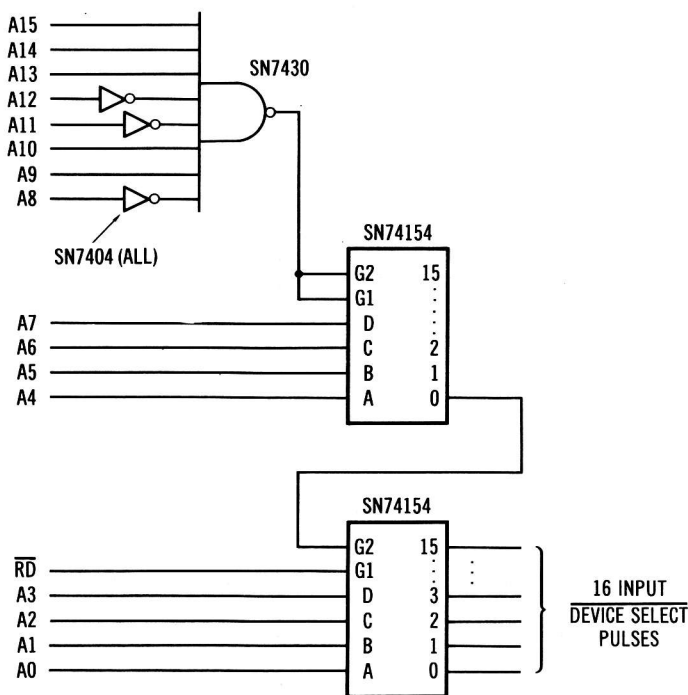 A15
A14
A13
SN7430
A12
A11
A10
A9
A8
SN7404 (ALL)
SN74154
G2 15
G1
A7 D
A6 C 2
A5 B 1
A4 A 0
SN74154
G2 15
RD G1
A3 D 3
A2 C 2
A1 B 1
A0 A 0
16 INPUT
DEVICE SELECT
PULSES